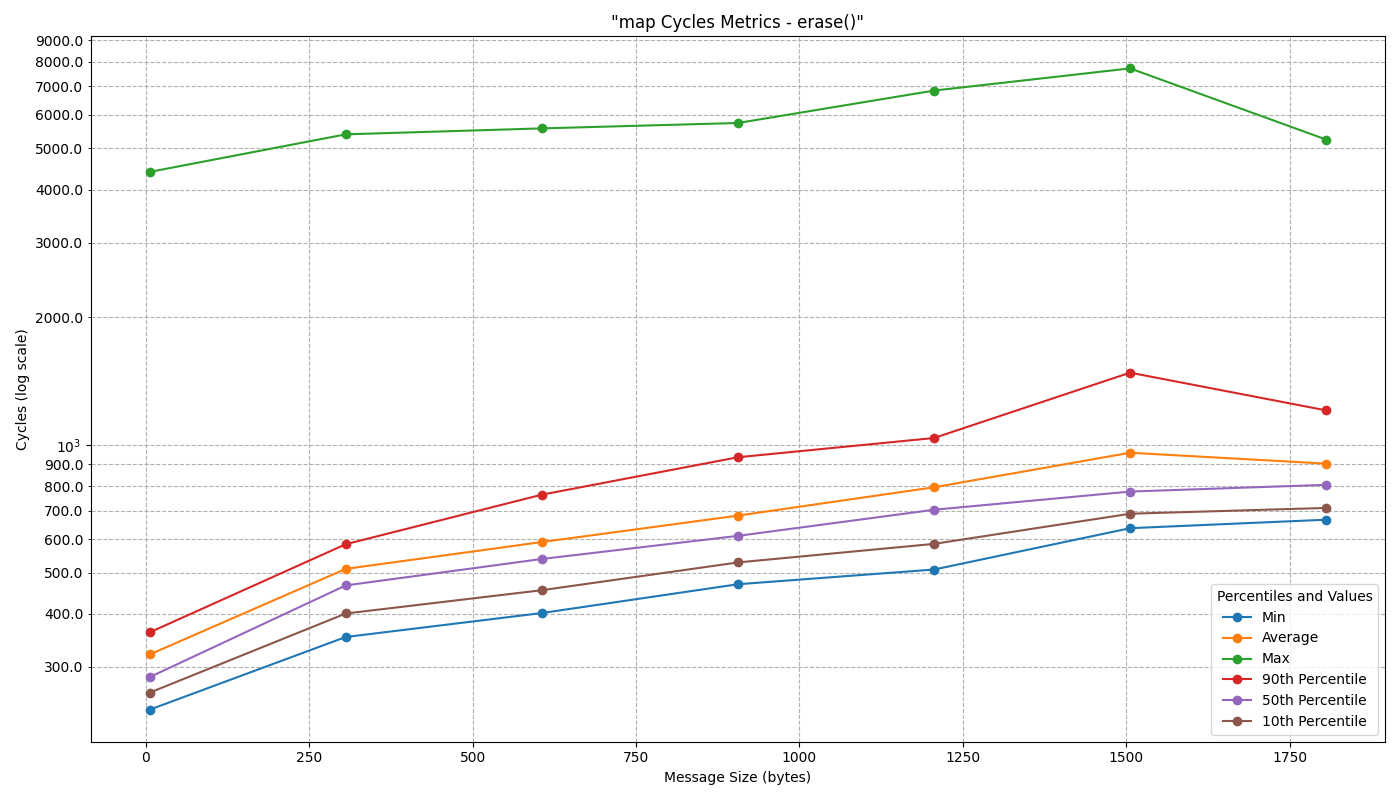 "map Cycles Metrics - erase()"
Cycles (log scale)
9000.0
8000.0
7000.0
6000.0
5000.0
4000.0
3000.0
2000.0
10³
900.0
800.0
700.0
600.0
500.0
400.0
300.0
Percentiles and Values
Min
Average
Max
90th Percentile
50th Percentile
10th Percentile
0 250 500 750 1000 1250 1500 1750
Message Size (bytes)